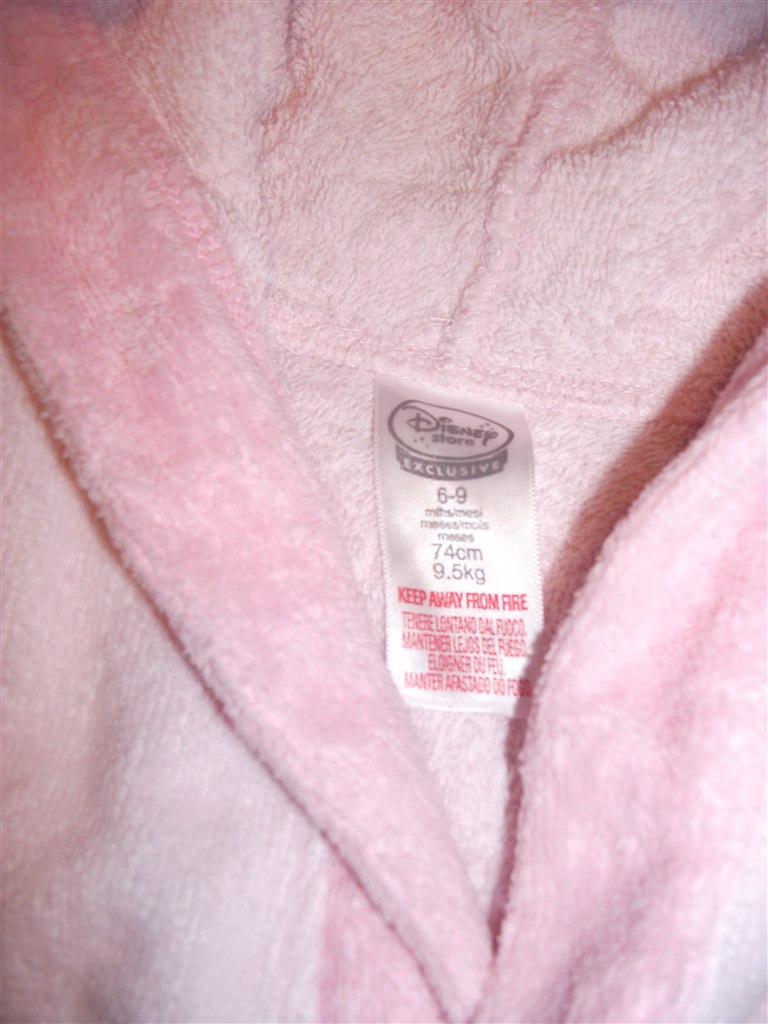 Disney
store
EXCLUSIVE
6-9
mths/mesi
meses/mois
meses
74cm
9.5kg
KEEP AWAY FROM FIRE
TENERE LONTANO DAL FUOCO.
MANTENER LEJOS DEL FUEGO.
ELOIGNER DU FEU.
MANTER AFASTADO DO FOGO